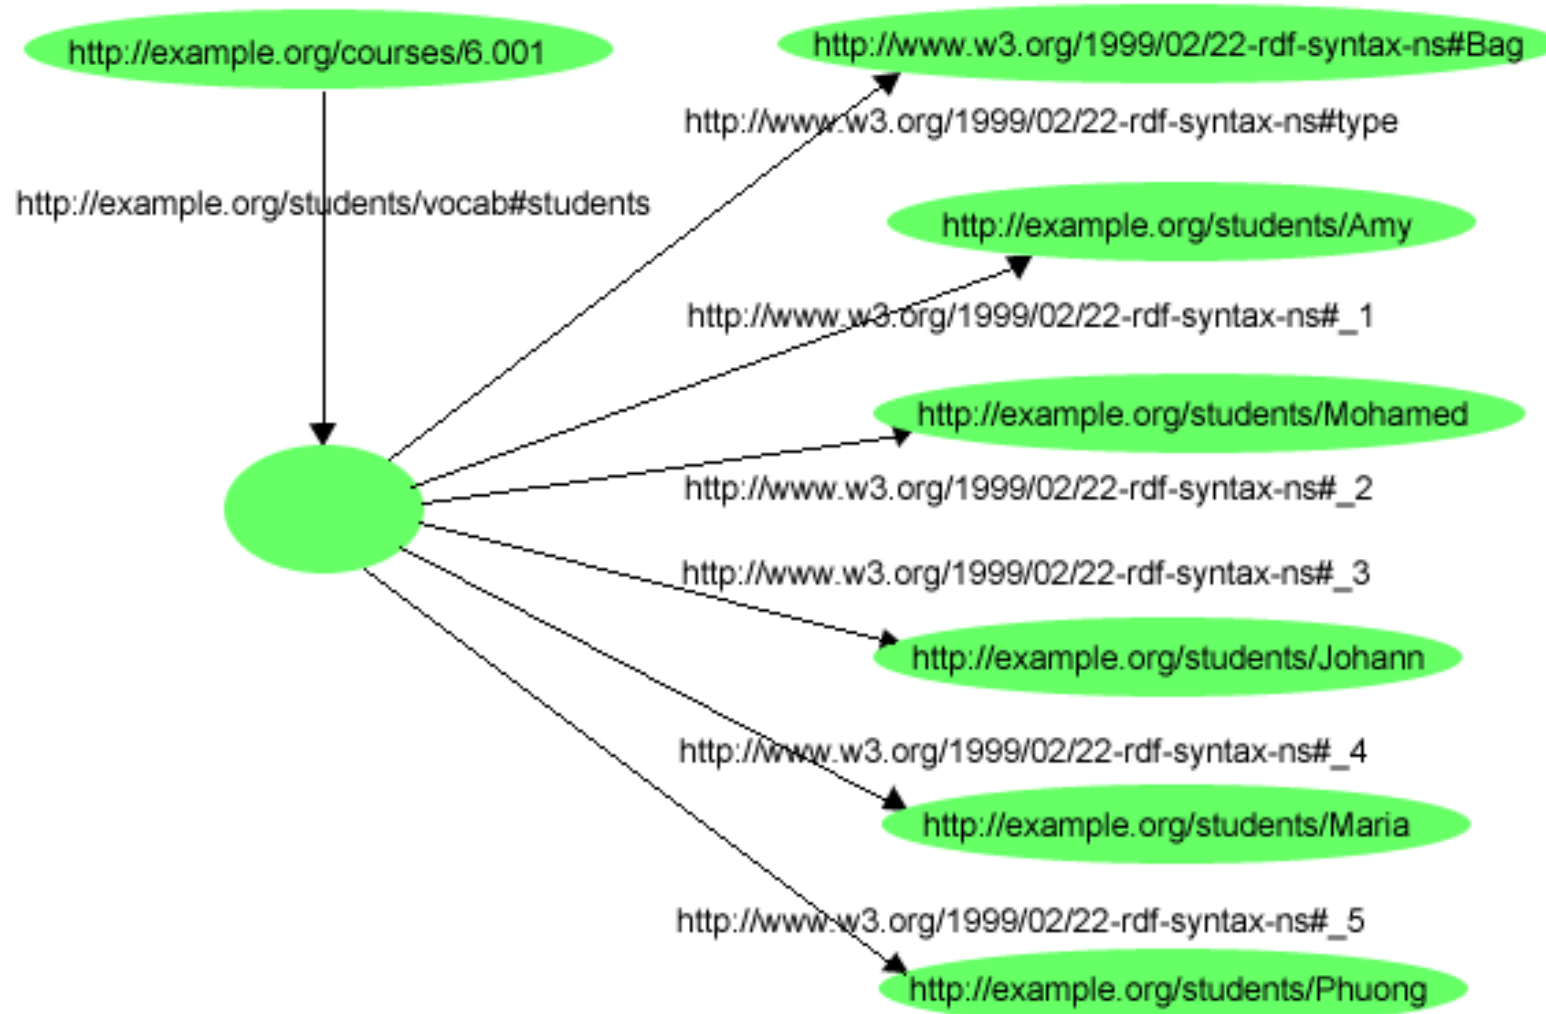 http://example.org/courses/6.001
http://www.w3.org/1999/02/22-rdf-syntax-ns#Bag
http://www.w3.org/1999/02/22-rdf-syntax-ns#type
http://example.org/students/vocab#students
http://example.org/students/Amy
http://www.w3.org/1999/02/22-rdf-syntax-ns#_1
http://example.org/students/Mohamed
http://www.w3.org/1999/02/22-rdf-syntax-ns#_2
http://www.w3.org/1999/02/22-rdf-syntax-ns#_3
http://example.org/students/Johann
http://www.w3.org/1999/02/22-rdf-syntax-ns#_4
http://example.org/students/Maria
http://www.w3.org/1999/02/22-rdf-syntax-ns#_5
http://example.org/students/Phuong